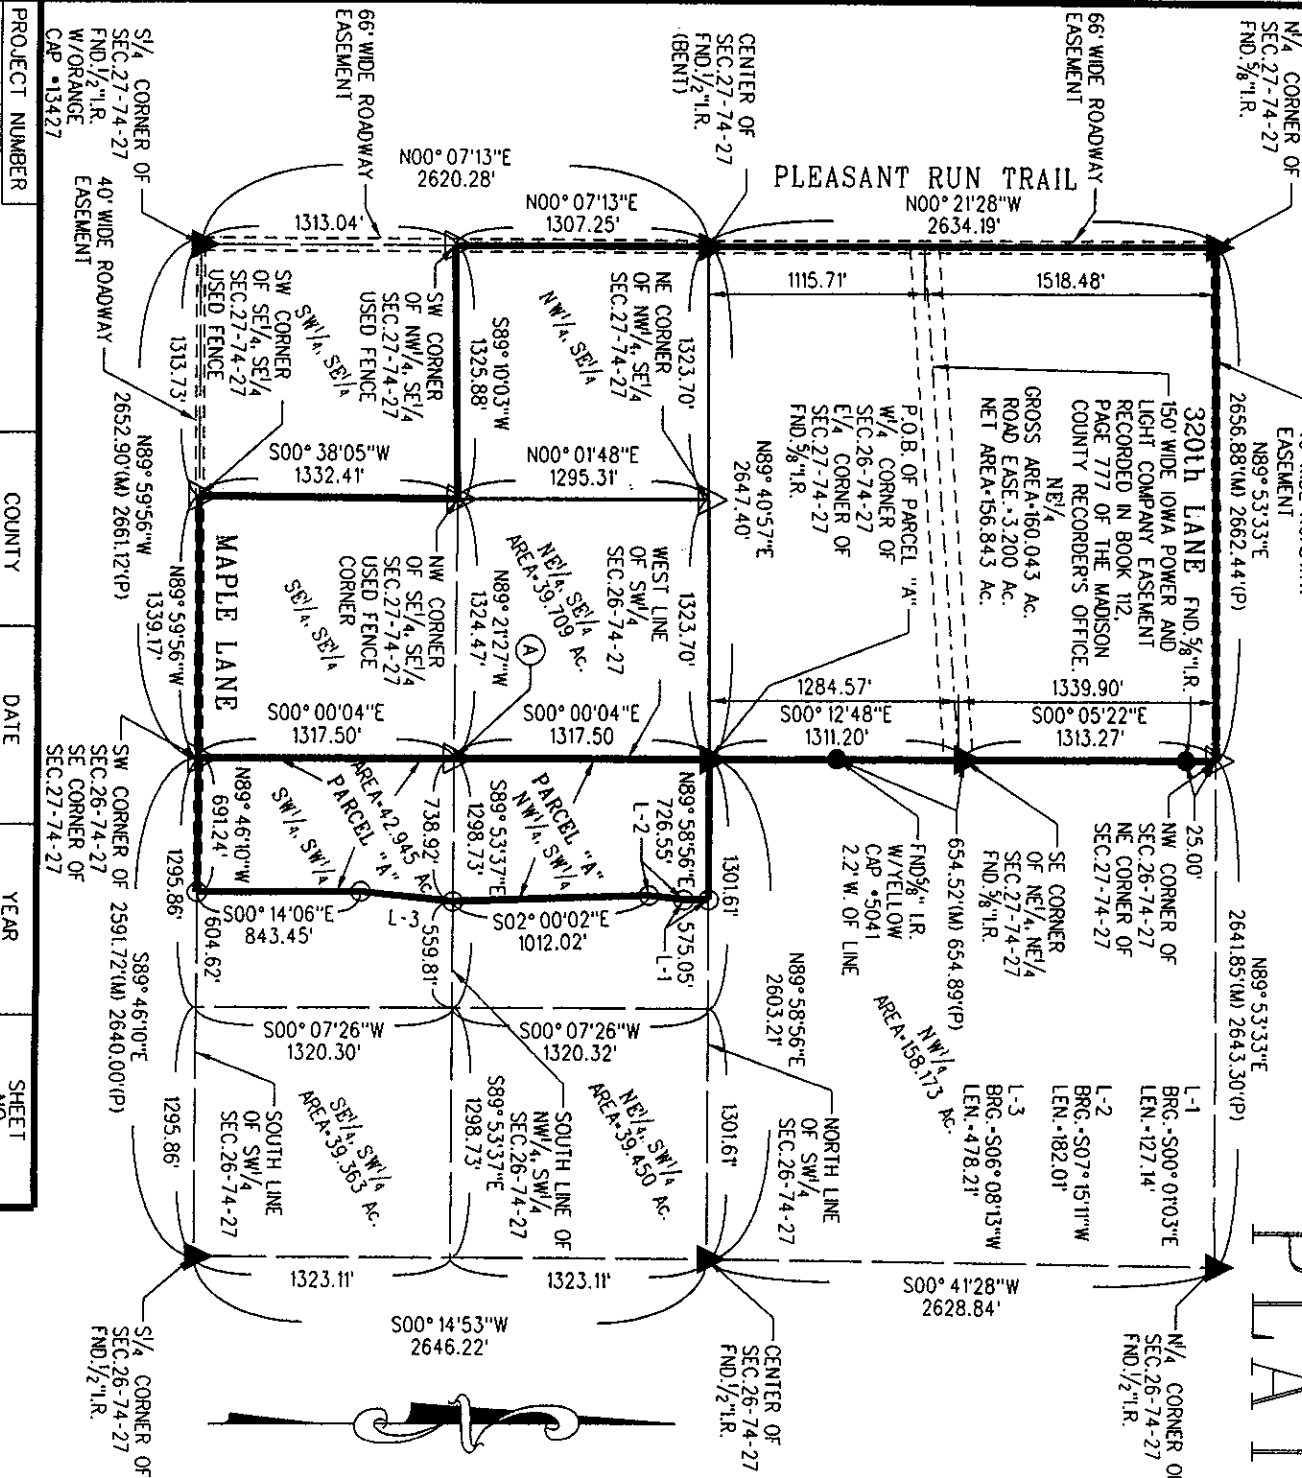 PLAT
N1/4 CORNER OF
SEC.27-74-27
FND.5/8"I.R.
66' WIDE ROADWAY
EASEMENT
PLEASANT RUN TRAIL
N00°21'28"W
2634.19'
1518.48'
1115.71'
CENTER OF
SEC.27-74-27
FND.1/2"I.R.
(BENT)
N00°07'13"E
2620.28'
N00°07'13"E
1307.25'
1313.04'
66' WIDE ROADWAY
EASEMENT
S1/4 CORNER OF
SEC.27-74-27
FND.1/2"I.R.
W/ORANGE
CAP •13427
40' WIDE ROADWAY
EASEMENT
EASEMENT
N89°53'33"E
2656.88'(M) 2662.44'(P)
320th LANE
FND.5/8"I.R.
150' WIDE IOWA POWER AND
LIGHT COMPANY EASEMENT
RECORDED IN BOOK 112,
PAGE 777 OF THE MADISON
COUNTY RECORDER'S OFFICE.
NE1/4
GROSS AREA=160.043 Ac.
ROAD EASE.=3.200 Ac.
NET AREA=156.843 Ac.
P.O.B. OF PARCEL "A"
W1/4 CORNER OF
SEC.26-74-27
E1/4 CORNER OF
SEC.27-74-27
FND.5/8"I.R.
N89°40'57"E
2647.40'
1323.70'
1323.70'
NE CORNER
OF NW1/4, SE1/4
SEC.27-74-27
NW1/4, SE1/4
S89°10'03"W
1325.88'
SW CORNER
OF NW1/4, SE1/4
SEC.27-74-27
USED FENCE
SW1/4, SE1/4
SW CORNER
OF SE1/4, SE1/4
SEC.27-74-27
USED FENCE
1313.73'
N89°59'56"W
2652.90'(M) 2661.12'(P)
N89°59'56"W
1339.17'
S00°38'05"W
1332.41'
N00°01'48"E
1295.31'
MAPLE LANE
NW CORNER
OF SE1/4, SE1/4
SEC.27-74-27
USED FENCE
CORNER
SE1/4, SE1/4
N89°21'27"W
1324.47'
A
NE1/4, SE1/4
AREA=39.709 AC.
WEST LINE
OF SW1/4
SEC.26-74-27
S00°00'04"E
1317.50'
S00°00'04"E
1317.50
1284.57'
S00°12'48"E
1311.20'
1339.90'
S00°05'22"E
1313.27'
25.00'
NW CORNER OF
SEC.26-74-27
NE CORNER OF
SEC.27-74-27
SE CORNER
OF NE1/4, NE1/4
SEC.27-74-27
FND.5/8"I.R.
654.52'(M) 654.89'(P)
FND5/8" I.R.
W/YELLOW
CAP •5041
2.2' W. OF LINE
N89°58'56"E
726.55'
1301.61'
575.05'
L-1
L-2
PARCEL "A"
NW1/4, SW1/4
S89°53'37"E
1298.73'
738.92'
559.81'
AREA=42.945 AC.
PARCEL "A"
SW1/4, SW1/4
L-3
S02°00'02"E
1012.02'
S00°14'06"E
843.45'
N89°46'10"W
691.24'
604.62'
1295.86'
SW CORNER OF
SEC.26-74-27
SE CORNER OF
SEC.27-74-27
S89°46'10"E
2591.72'(M) 2640.00'(P)
1295.86'
S00°07'26"W
1320.30'
S00°07'26"W
1320.32'
N89°58'56"E
2603.21'
1301.61'
NW1/4
AREA=158.173 AC.
N89°53'33"E
2641.85'(M) 2643.30'(P)
L-1
BRG.=S00°01'03"E
LEN.=127.14'
L-2
BRG.=S07°15'11"W
LEN.=182.01'
L-3
BRG.=S06°08'13"W
LEN.=478.21'
NORTH LINE
OF SW1/4
SEC.26-74-27
NE1/4, SW1/4
AREA=39.450 AC.
SOUTH LINE OF
NW1/4, SW1/4
SEC.26-74-27
S89°53'37"E
1298.73'
SE1/4, SW1/4
AREA=39.363 AC.
SOUTH LINE
OF SW1/4
SEC.26-74-27
1323.11'
1323.11'
S00°14'53"W
2646.22'
S00°41'28"W
2628.84'
N1/4 CORNER OF
SEC.26-74-27
FND.1/2"I.R.
CENTER OF
SEC.26-74-27
FND.1/2"I.R.
S1/4 CORNER OF
SEC.26-74-27
FND.1/2"I.R.
PROJECT NUMBER
COUNTY
DATE
YEAR
SHEET
NO.